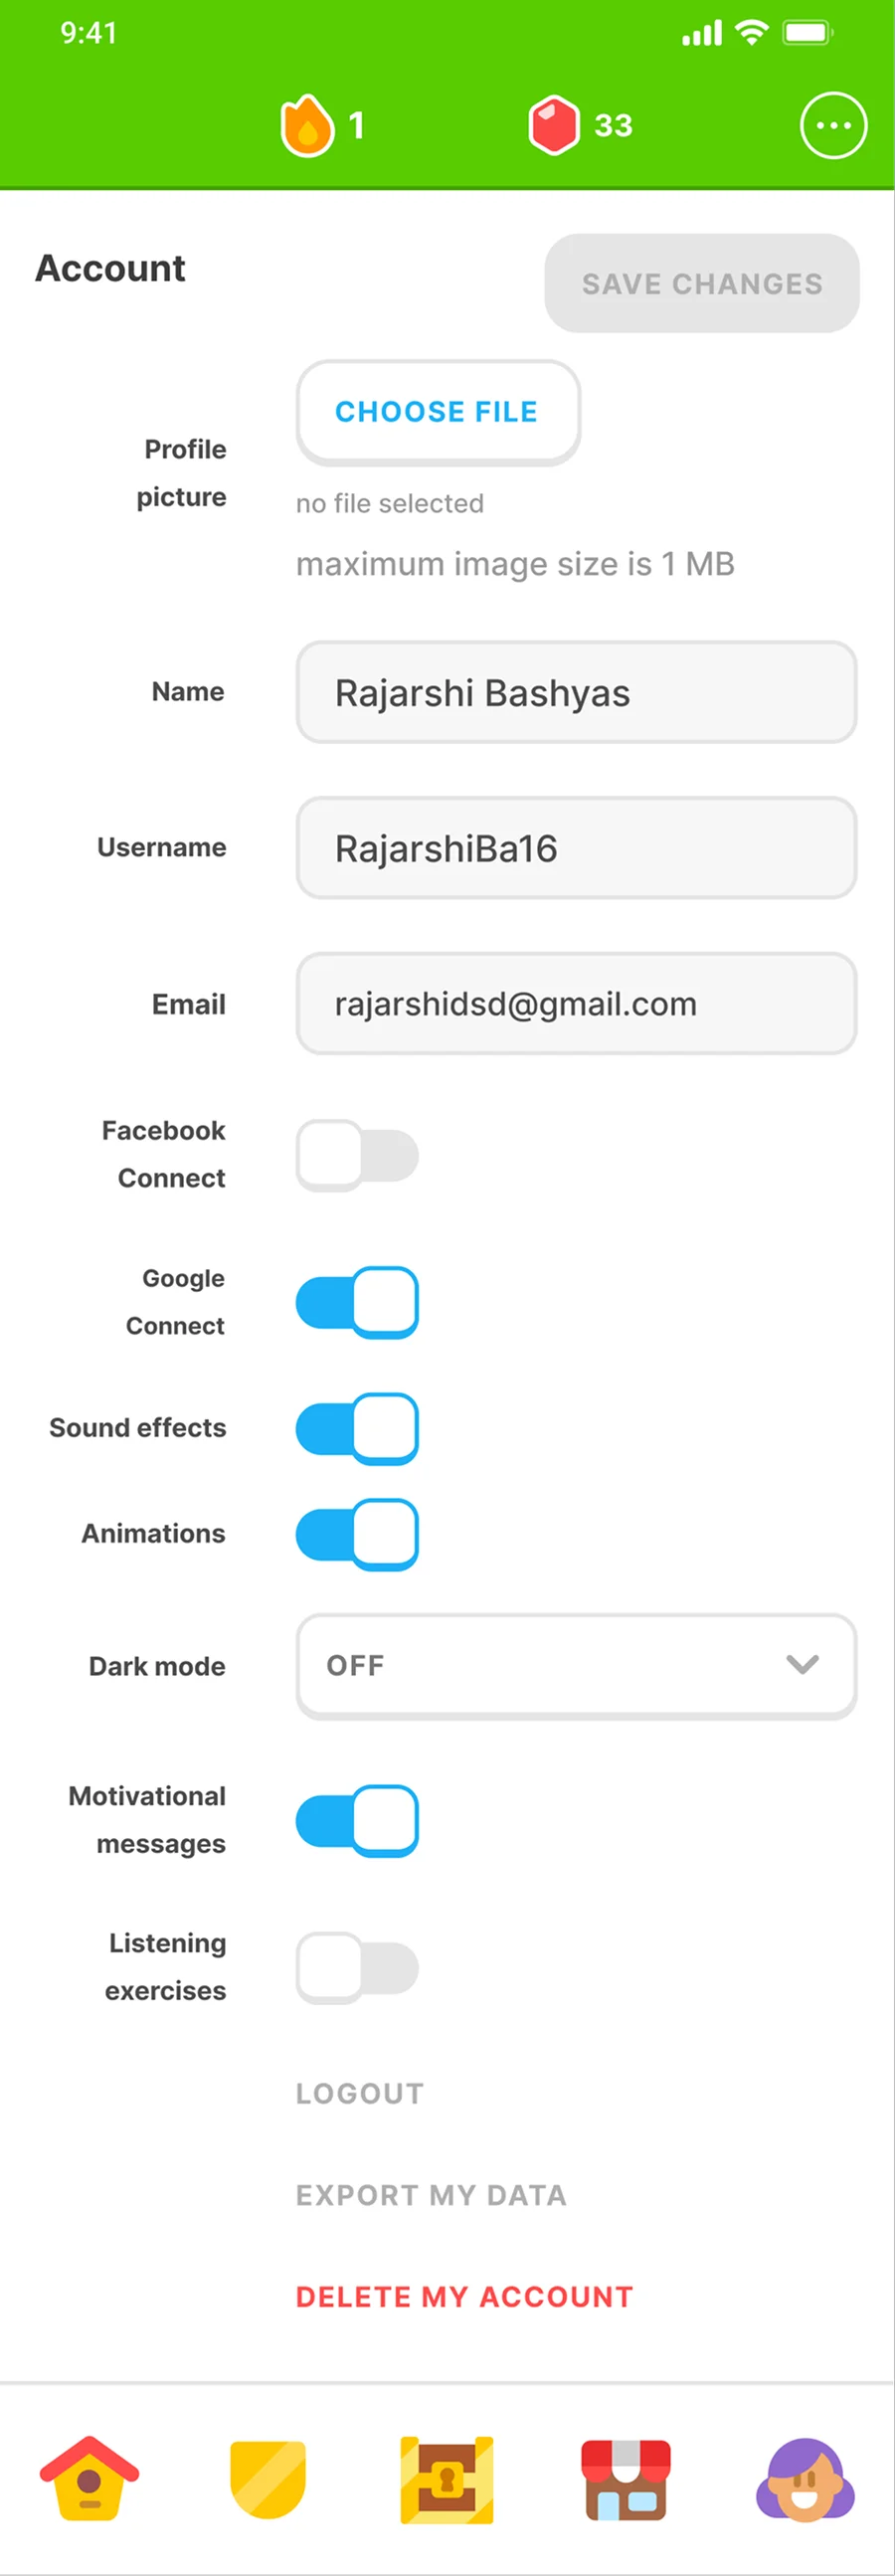 9:41
1
33
Account
SAVE CHANGES
CHOOSE FILE
Profile
picture
no file selected
maximum image size is 1 MB
Name
Rajarshi Bashyas
Username
RajarshiBa16
Email
rajarshidsd@gmail.com
Facebook
Connect
Google
Connect
Sound effects
Animations
Dark mode
OFF
Motivational
messages
Listening
exercises
LOGOUT
EXPORT MY DATA
DELETE MY ACCOUNT